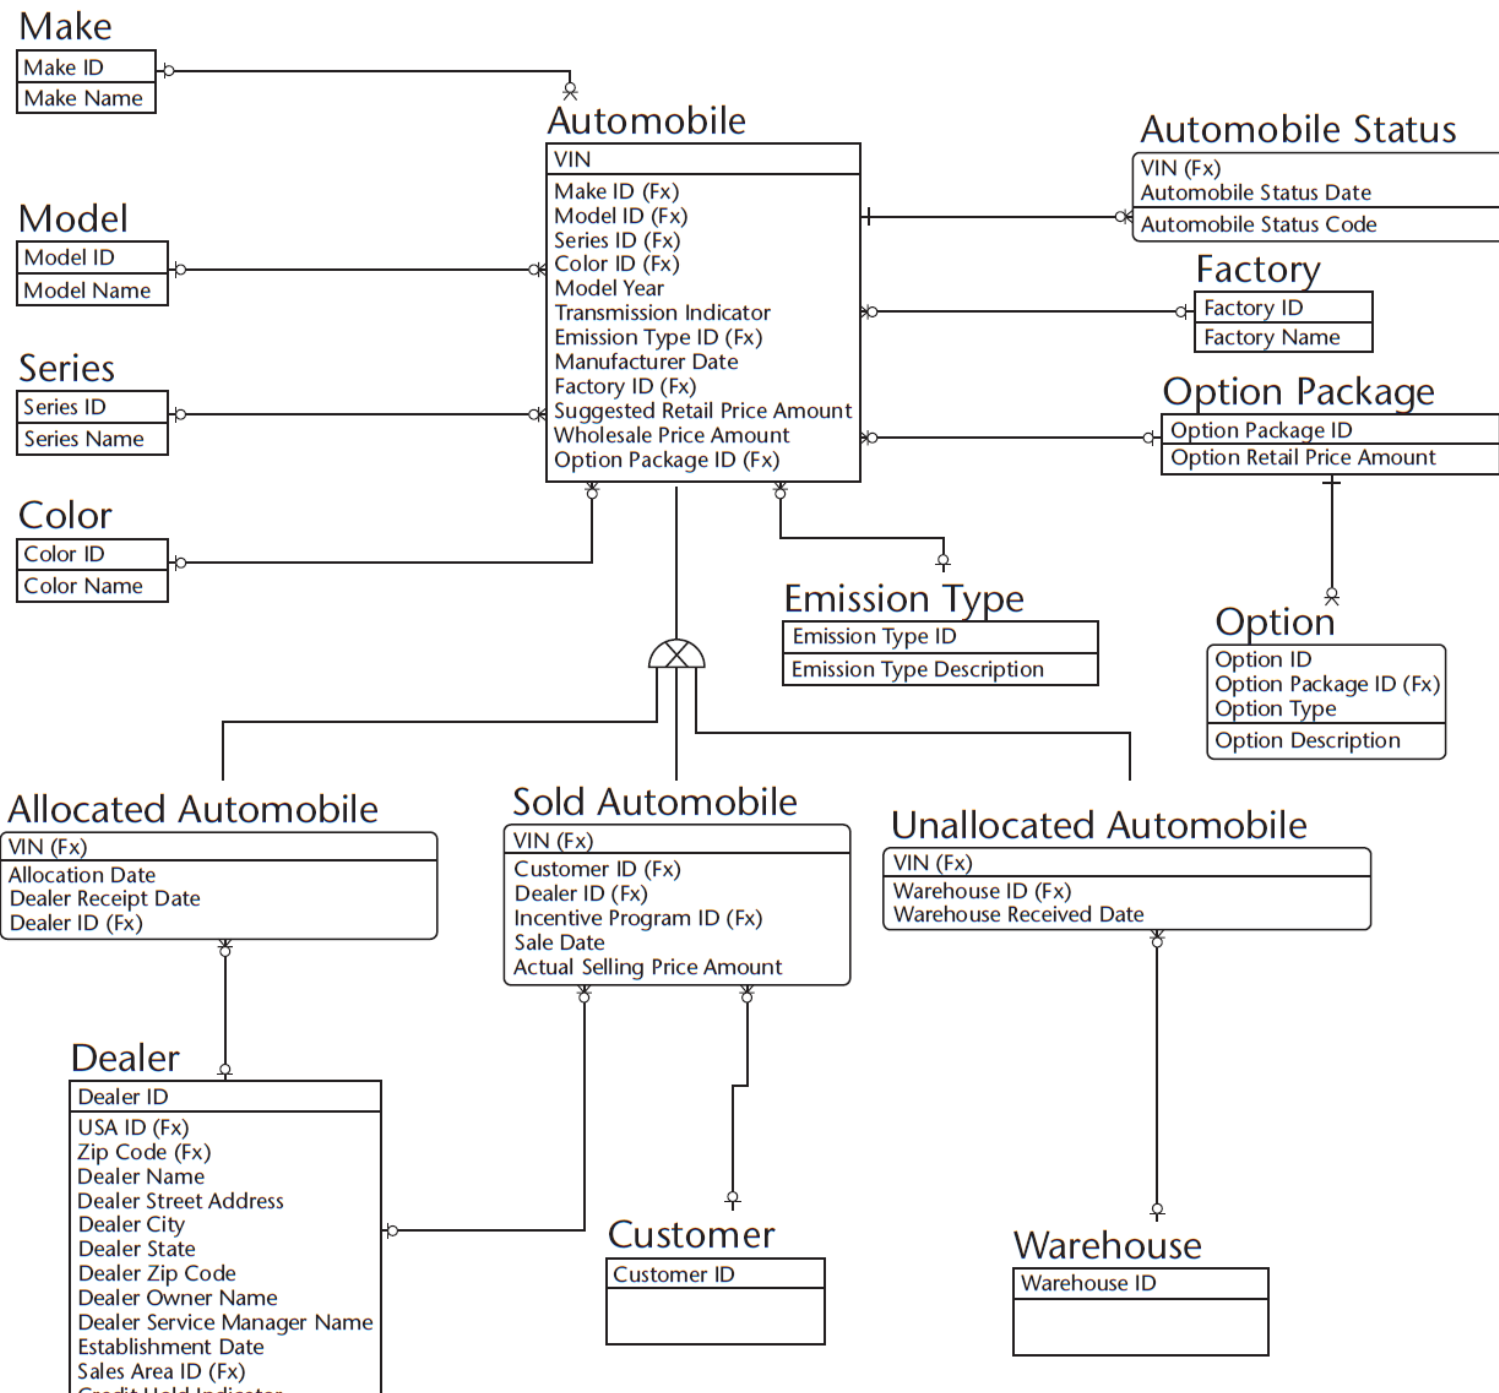 Make
Make ID
Make Name
Automobile
VIN
Make ID (Fx)
Model ID (Fx)
Series ID (Fx)
Color ID (Fx)
Model Year
Transmission Indicator
Emission Type ID (Fx)
Manufacturer Date
Factory ID (Fx)
Suggested Retail Price Amount
Wholesale Price Amount
Option Package ID (Fx)
Automobile Status
VIN (Fx)
Automobile Status Date
Automobile Status Code
Model
Model ID
Model Name
Factory
Factory ID
Factory Name
Series
Series ID
Series Name
Option Package
Option Package ID
Option Retail Price Amount
Color
Color ID
Color Name
Emission Type
Emission Type ID
Emission Type Description
Option
Option ID
Option Package ID (Fx)
Option Type
Option Description
Allocated Automobile
VIN (Fx)
Allocation Date
Dealer Receipt Date
Dealer ID (Fx)
Sold Automobile
VIN (Fx)
Customer ID (Fx)
Dealer ID (Fx)
Incentive Program ID (Fx)
Sale Date
Actual Selling Price Amount
Unallocated Automobile
VIN (Fx)
Warehouse ID (Fx)
Warehouse Received Date
Dealer
Dealer ID
USA ID (Fx)
Zip Code (Fx)
Dealer Name
Dealer Street Address
Dealer City
Dealer State
Dealer Zip Code
Dealer Owner Name
Dealer Service Manager Name
Establishment Date
Sales Area ID (Fx)
Credit Hold Indicator
Customer
Customer ID
Warehouse
Warehouse ID